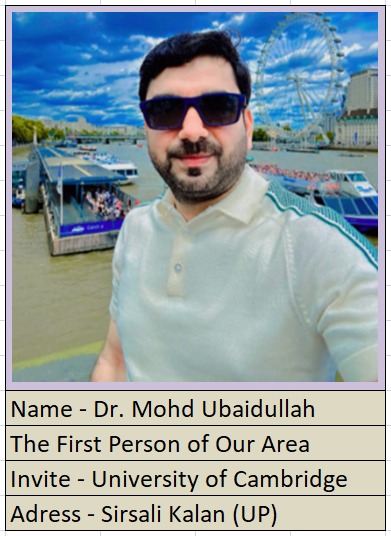 Name - Dr. Mohd Ubaidullah
The First Person of Our Area
Invite - University of Cambridge
Adress - Sirsali Kalan (UP)